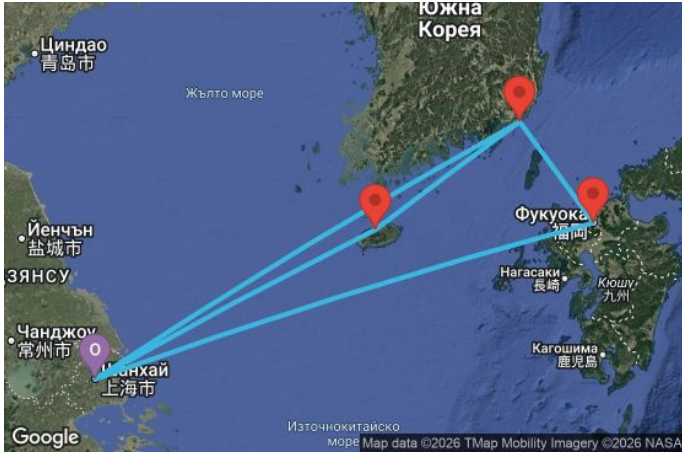 Южна
Корея
Циндао
青岛市
Жълто море
Йенчън
盐城市
ЗЯНСУ
Чанджоу
常州市
O
Шанхай
上海市
Фукуока
福岡
Нагасаки
長崎
Кюшу
九州
Кагошима
鹿児島
Източнокитайско
море
Google
Map data ©2026 TMap Mobility Imagery ©2026 NASA